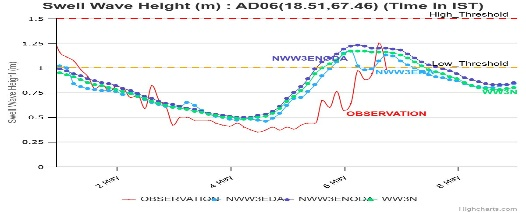 Swell Wave Height (m) : AD06(18.51,67.46) (Time in IST)
1.5
High_Threshold
1.25
NWW3ENODA
1
Low_Threshold
NWW3EDA
0.75
WW3N
0.5
OBSERVATION
0.25
0
Swell Wave Height (m)
2. May
4. May
6. May
8. May
OBSERVATION NWW3EDA NWW3ENODA WW3N
Highcharts.com